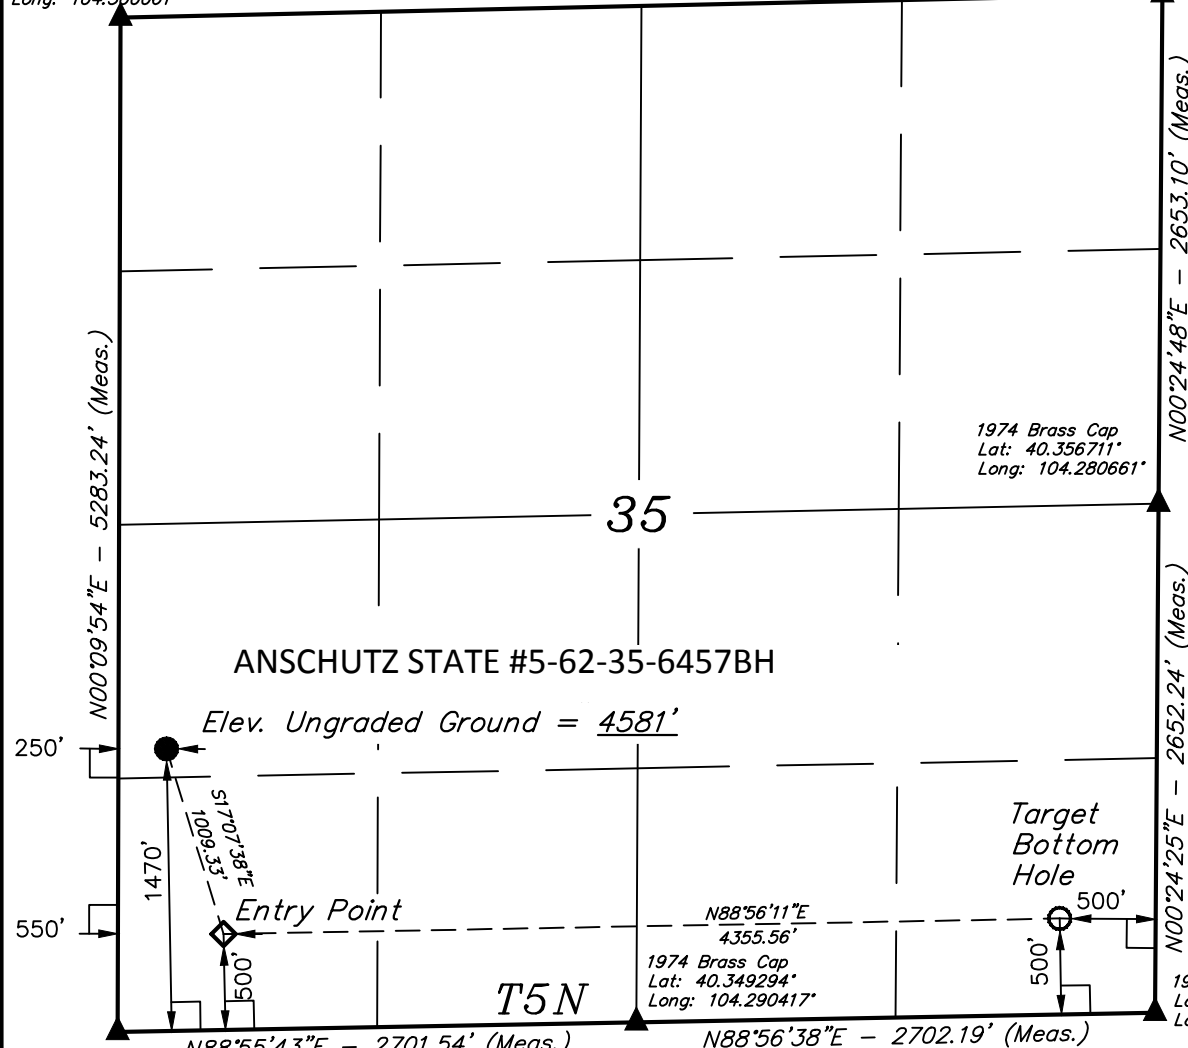 Long: 104.300061°
N00°24'48"E - 2653.10' (Meas.)
N00°09'54"E - 5283.24' (Meas.)
1974 Brass Cap
Lat: 40.356711°
Long: 104.280661°
35
ANSCHUTZ STATE #5-62-35-6457BH
Elev. Ungraded Ground = 4581'
250'
N00°24'25"E - 2652.24' (Meas.)
S17°07'38"E
1009.33'
1470'
Target
Bottom
Hole
500'
Entry Point
550'
N88°56'11"E
4355.56'
500'
500'
1974 Brass Cap
Lat: 40.349294°
Long: 104.290417°
T5N
N88°55'43"E - 2701.54' (Meas.)
N88°56'38"E - 2702.19' (Meas.)